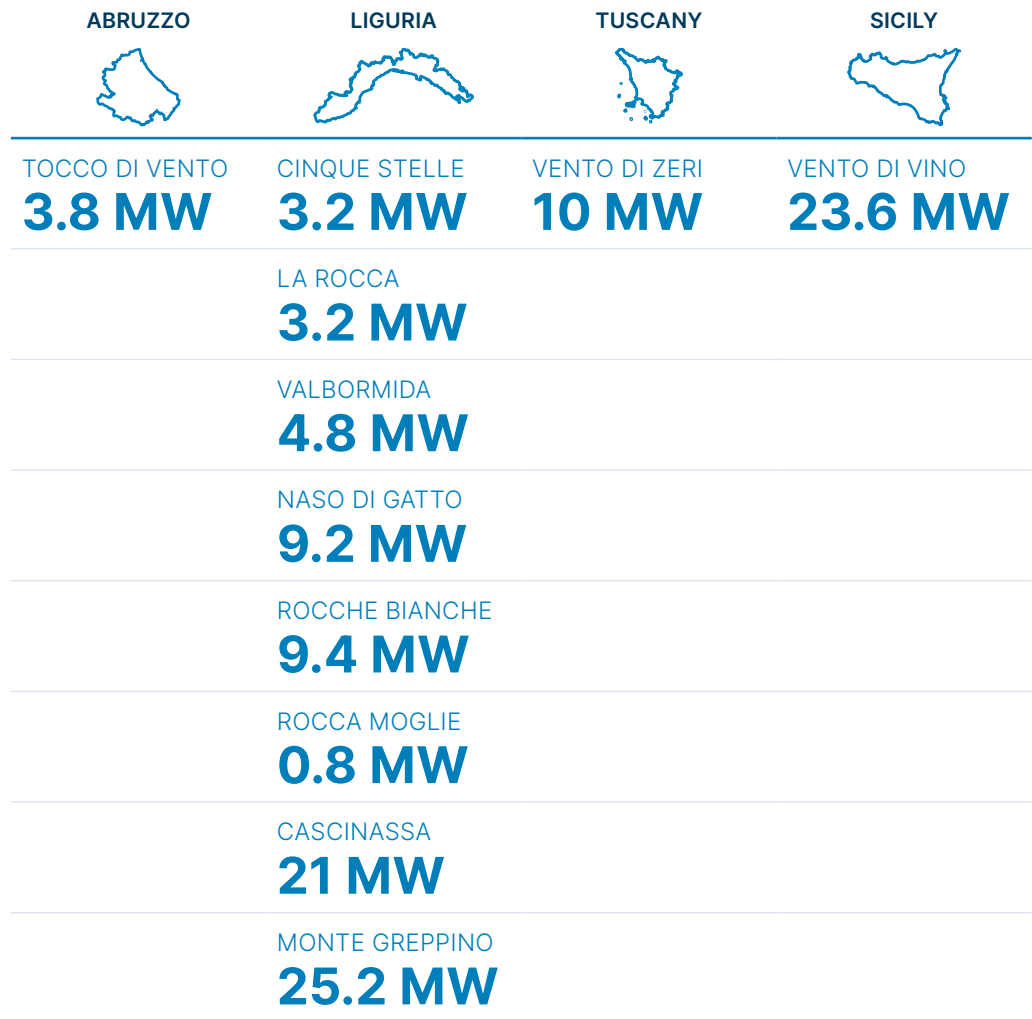 ABRUZZO LIGURIA TUSCANY SICILY
TOCCO DI VENTO CINQUE STELLE VENTO DI ZERI VENTO DI VINO
3.8 MW 3.2 MW 10 MW 23.6 MW
LA ROCCA
3.2 MW
VALBORMIDA
4.8 MW
NASO DI GATTO
9.2 MW
ROCCHE BIANCHE
9.4 MW
ROCCA MOGLIE
0.8 MW
CASCINASSA
21 MW
MONTE GREPPINO
25.2 MW